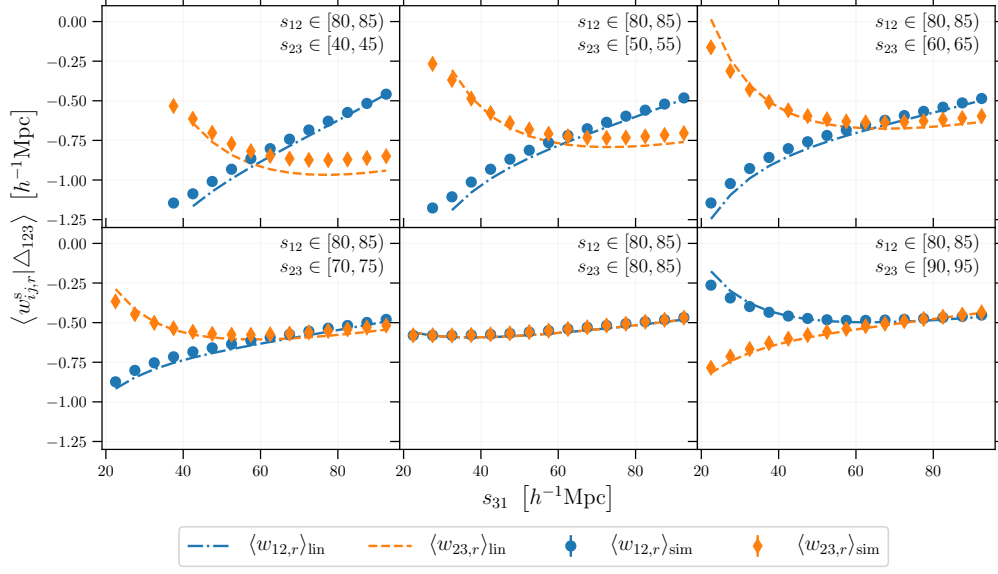 ⟨w^s_{ij,r}|△_{123}⟩ [h^{-1}Mpc]
0.00
−0.25
−0.50
−0.75
−1.00
−1.25
s_{12} ∈ [80, 85)
s_{23} ∈ [40, 45)
s_{12} ∈ [80, 85)
s_{23} ∈ [50, 55)
s_{12} ∈ [80, 85)
s_{23} ∈ [60, 65)
0.00
−0.25
−0.50
−0.75
−1.00
−1.25
s_{12} ∈ [80, 85)
s_{23} ∈ [70, 75)
s_{12} ∈ [80, 85)
s_{23} ∈ [80, 85)
s_{12} ∈ [80, 85)
s_{23} ∈ [90, 95)
20 40 60 80 20 40 60 80 20 40 60 80
s_{31} [h^{-1}Mpc]
⟨w_{12,r}⟩_{lin} ⟨w_{23,r}⟩_{lin} ⟨w_{12,r}⟩_{sim} ⟨w_{23,r}⟩_{sim}